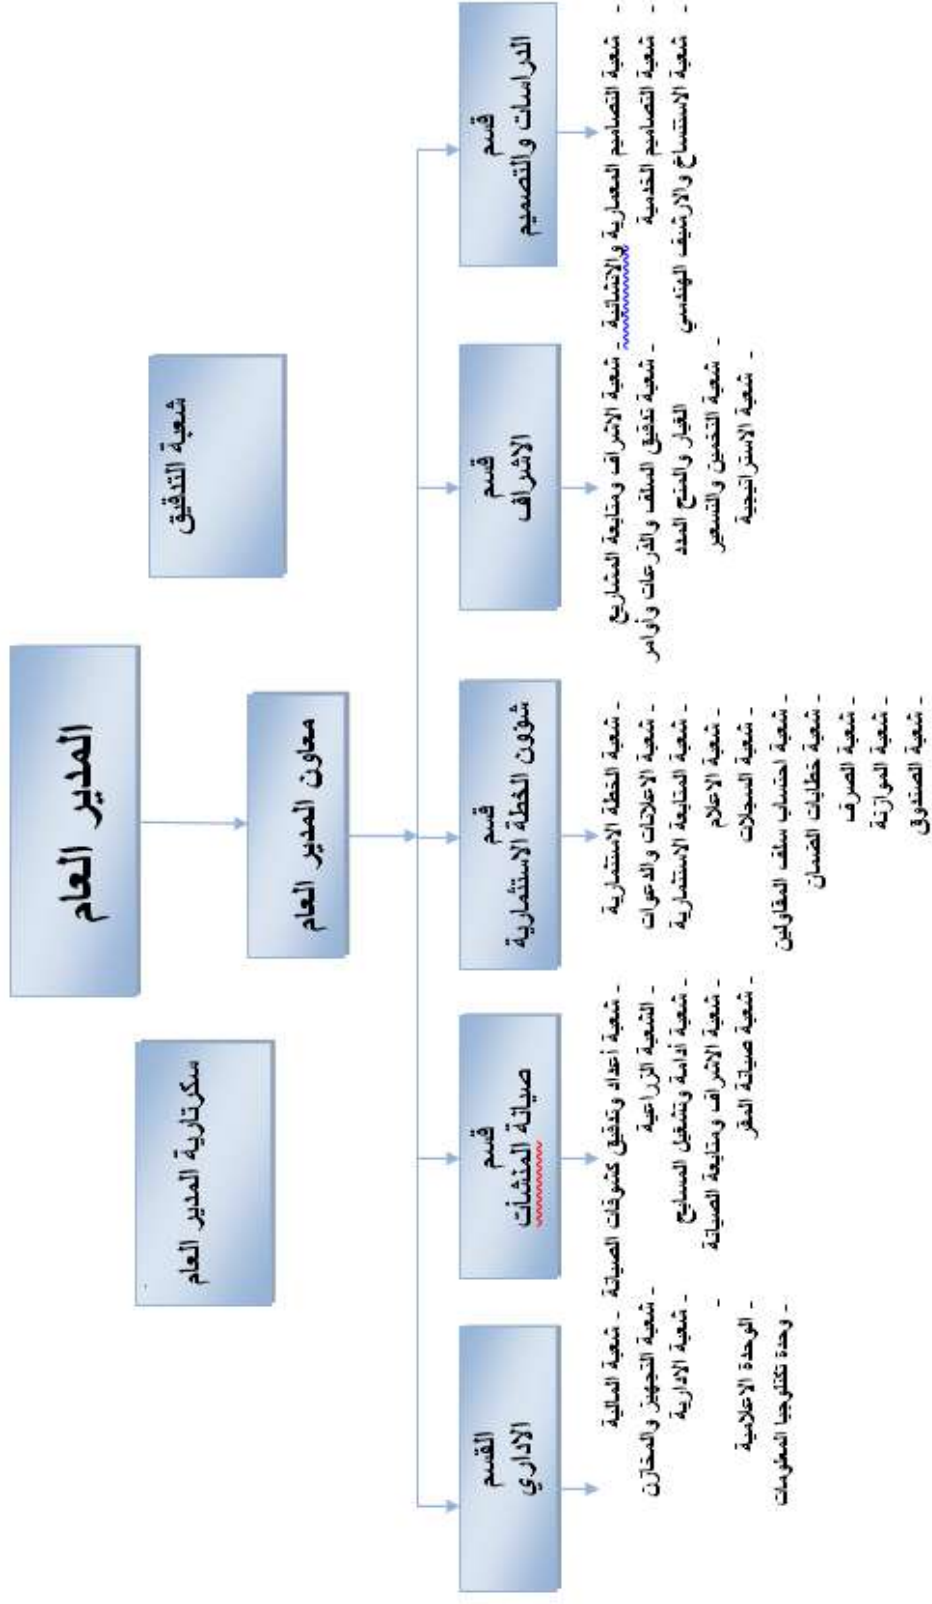 المدير العام
شعبة التدقيق
سكرتارية المدير العام
معاون المدير العام
قسم
الدراسات والتصميم
- شعبة التصاميم المعمارية والانشائية
- شعبة التصاميم الخدمية
- شعبة الاستنساخ والارشيف الهندسي
قسم
الاشراف
- شعبة الاشراف ومتابعة المشاريع
- شعبة تدقيق السلف والذرعات وأوامر
الغيار والمنح المدد
- شعبة التخمين والتسعير
- شعبة الاستراتيجية
قسم
شؤون الخطة الاستثمارية
- شعبة الخطة الاستثمارية
- شعبة الاعلانات والدعوات
- شعبة المتابعة الاستثمارية
- شعبة الاعلام
- شعبة السجلات
- شعبة احتساب سلف المقاولين
- شعبة خطابات الضمان
- شعبة الصرف
- شعبة الموازنة
- شعبة الصندوق
قسم
صيانة المنشات
- شعبة أعداد وتدقيق كشوفات الصيانة
- الشعبة الزراعية
- شعبة أدامة وتشغيل المسابح
- شعبة الاشراف ومتابعة الصيانة
- شعبة صيانة المقر
القسم
الاداري
- شعبة المالية
- شعبة التجهيز والمخازن
- شعبة الادارية
-
- الوحدة الاعلامية
- وحدة تكنلوجيا المعلومات